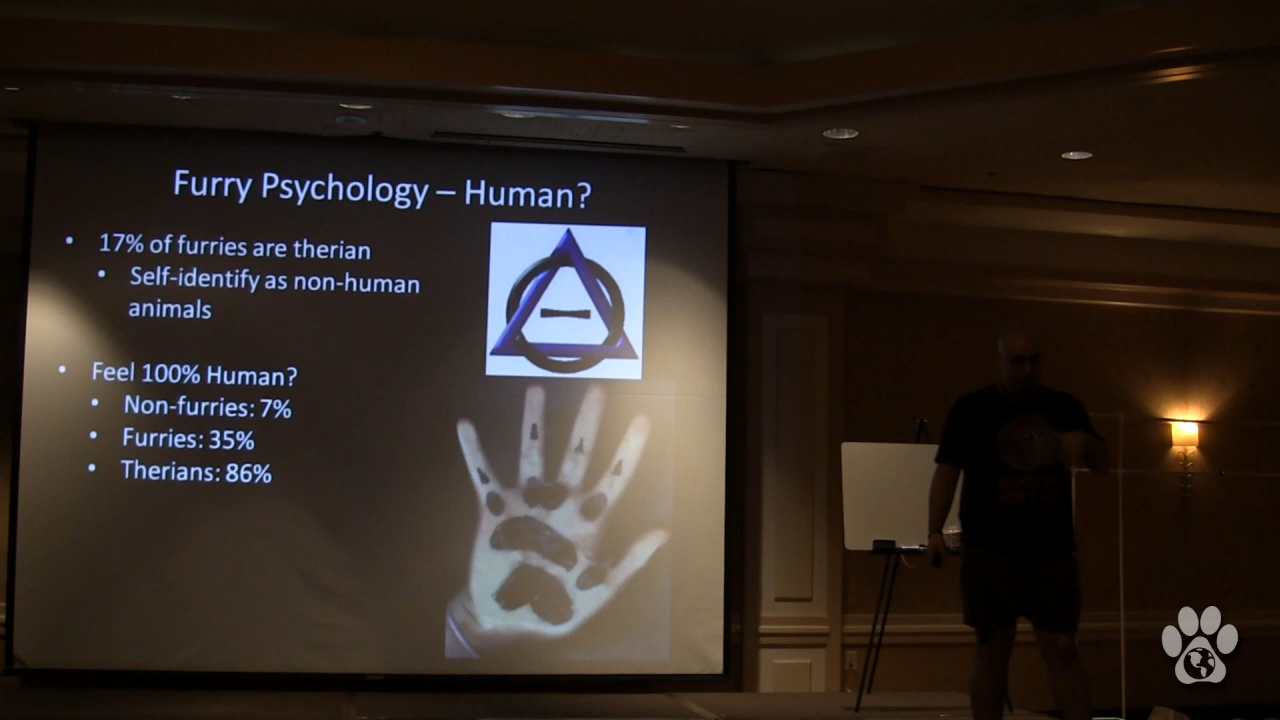 Furry Psychology – Human?
• 17% of furries are therian
• Self-identify as non-human
animals
• Feel 100% Human?
• Non-furries: 7%
• Furries: 35%
• Therians: 86%